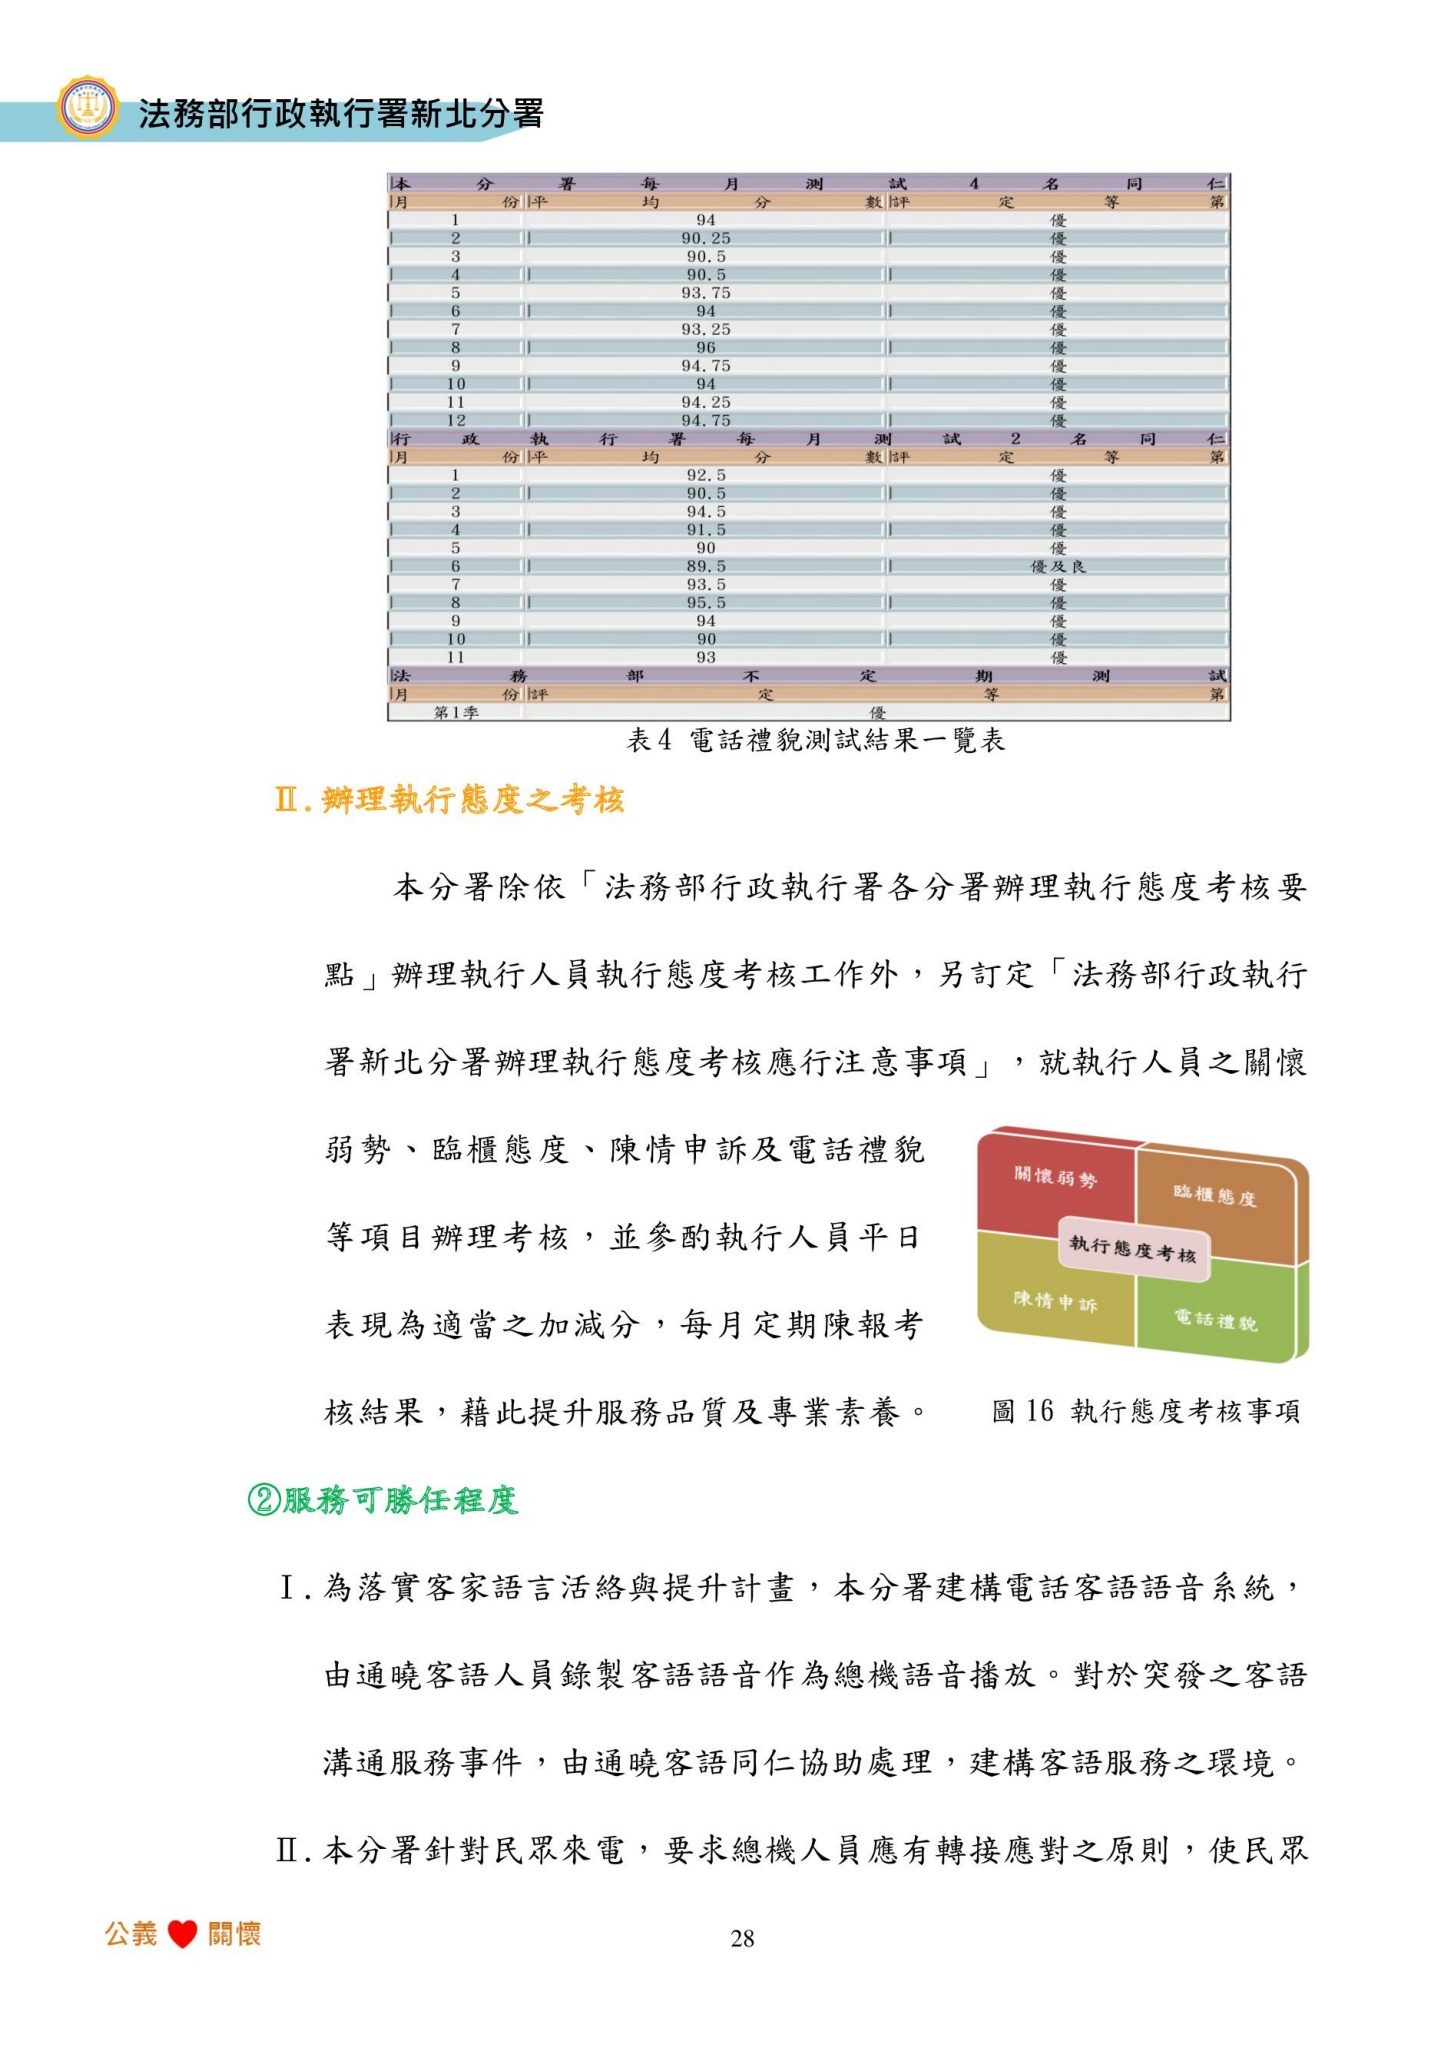 法務部行政執行署新北分署
本分署每月測試4名同仁
月份 平均分數 評定等第
1 94 優
2 90.25 優
3 90.5 優
4 90.5 優
5 93.75 優
6 94 優
7 93.25 優
8 96 優
9 94.75 優
10 94 優
11 94.25 優
12 94.75 優
行政執行署每月測試2名同仁
月份 平均分數 評定等第
1 92.5 優
2 90.5 優
3 94.5 優
4 91.5 優
5 90 優
6 89.5 優及良
7 93.5 優
8 95.5 優
9 94 優
10 90 優
11 93 優
法務部不定期測試
月份 評定等第
第1季 優
表4 電話禮貌測試結果一覽表
Ⅱ.辦理執行態度之考核
本分署除依「法務部行政執行署各分署辦理執行態度考核要
點」辦理執行人員執行態度考核工作外，另訂定「法務部行政執行
署新北分署辦理執行態度考核應行注意事項」，就執行人員之關懷
弱勢、臨櫃態度、陳情申訴及電話禮貌
等項目辦理考核，並參酌執行人員平日
表現為適當之加減分，每月定期陳報考
核結果，藉此提升服務品質及專業素養。
關懷弱勢
臨櫃態度
執行態度考核
陳情申訴
電話禮貌
圖16 執行態度考核事項
②服務可勝任程度
Ⅰ.為落實客家語言活絡與提升計畫，本分署建構電話客語語音系統，
由通曉客語人員錄製客語語音作為總機語音播放。對於突發之客語
溝通服務事件，由通曉客語同仁協助處理，建構客語服務之環境。
Ⅱ.本分署針對民眾來電，要求總機人員應有轉接應對之原則，使民眾
公義 關懷
28